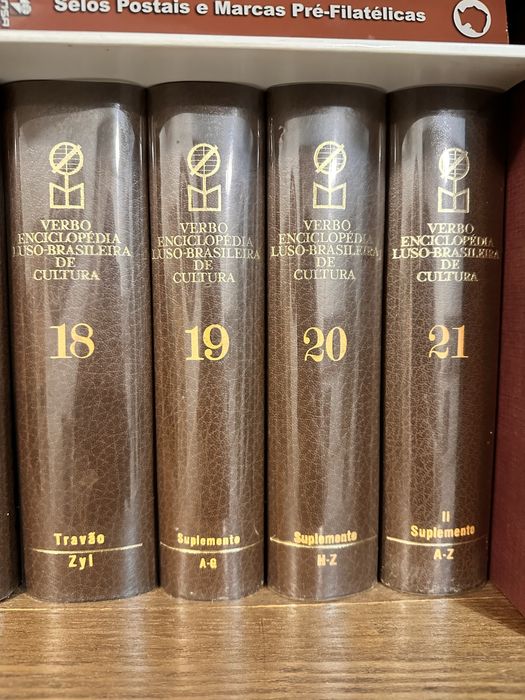 Selos Postais e Marcas Pré-Filatélicas
VERBO
ENCICLOPÉDIA
LUSO-BRASILEIRA
DE
CULTURA
18
Travão
Zyl
VERBO
ENCICLOPÉDIA
LUSO-BRASILEIRA
DE
CULTURA
19
Suplemento
A-G
VERBO
ENCICLOPÉDIA
LUSO-BRASILEIRA
DE
CULTURA
20
Suplemento
H-Z
VERBO
ENCICLOPÉDIA
LUSO-BRASILEIRA
DE
CULTURA
21
II
Suplemento
A-Z